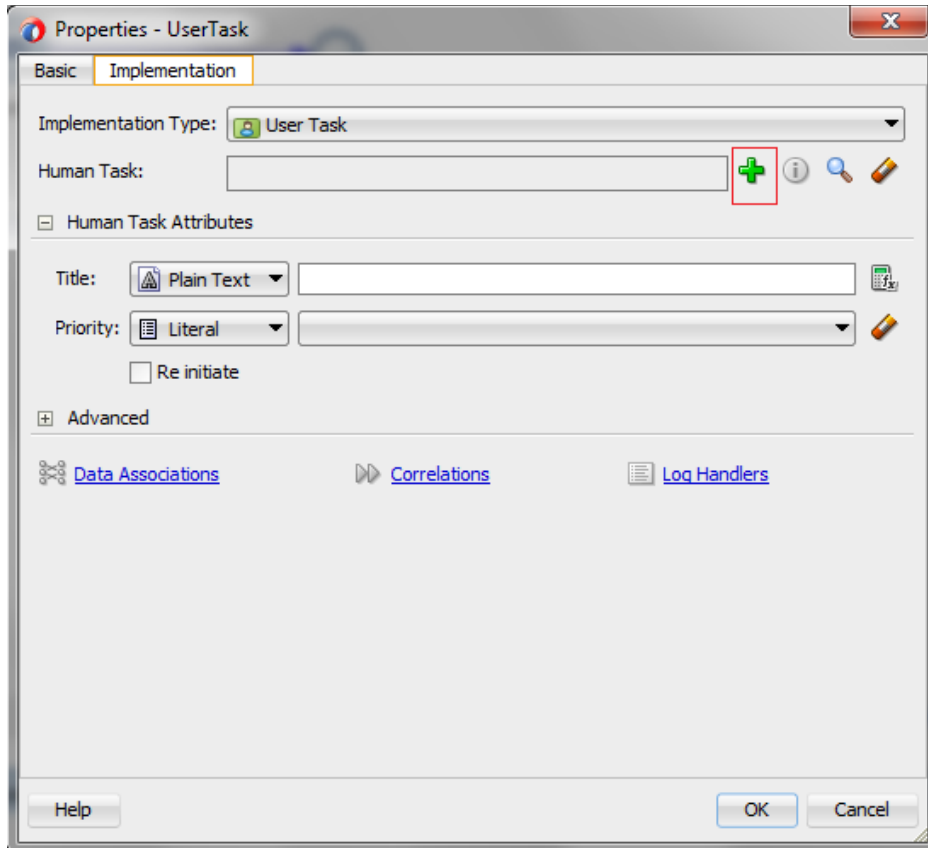 Properties - UserTask
Basic Implementation
Implementation Type: User Task
Human Task:
Human Task Attributes
Title: Plain Text
Priority: Literal
Re initiate
Advanced
Data Associations Correlations Log Handlers
Help OK Cancel